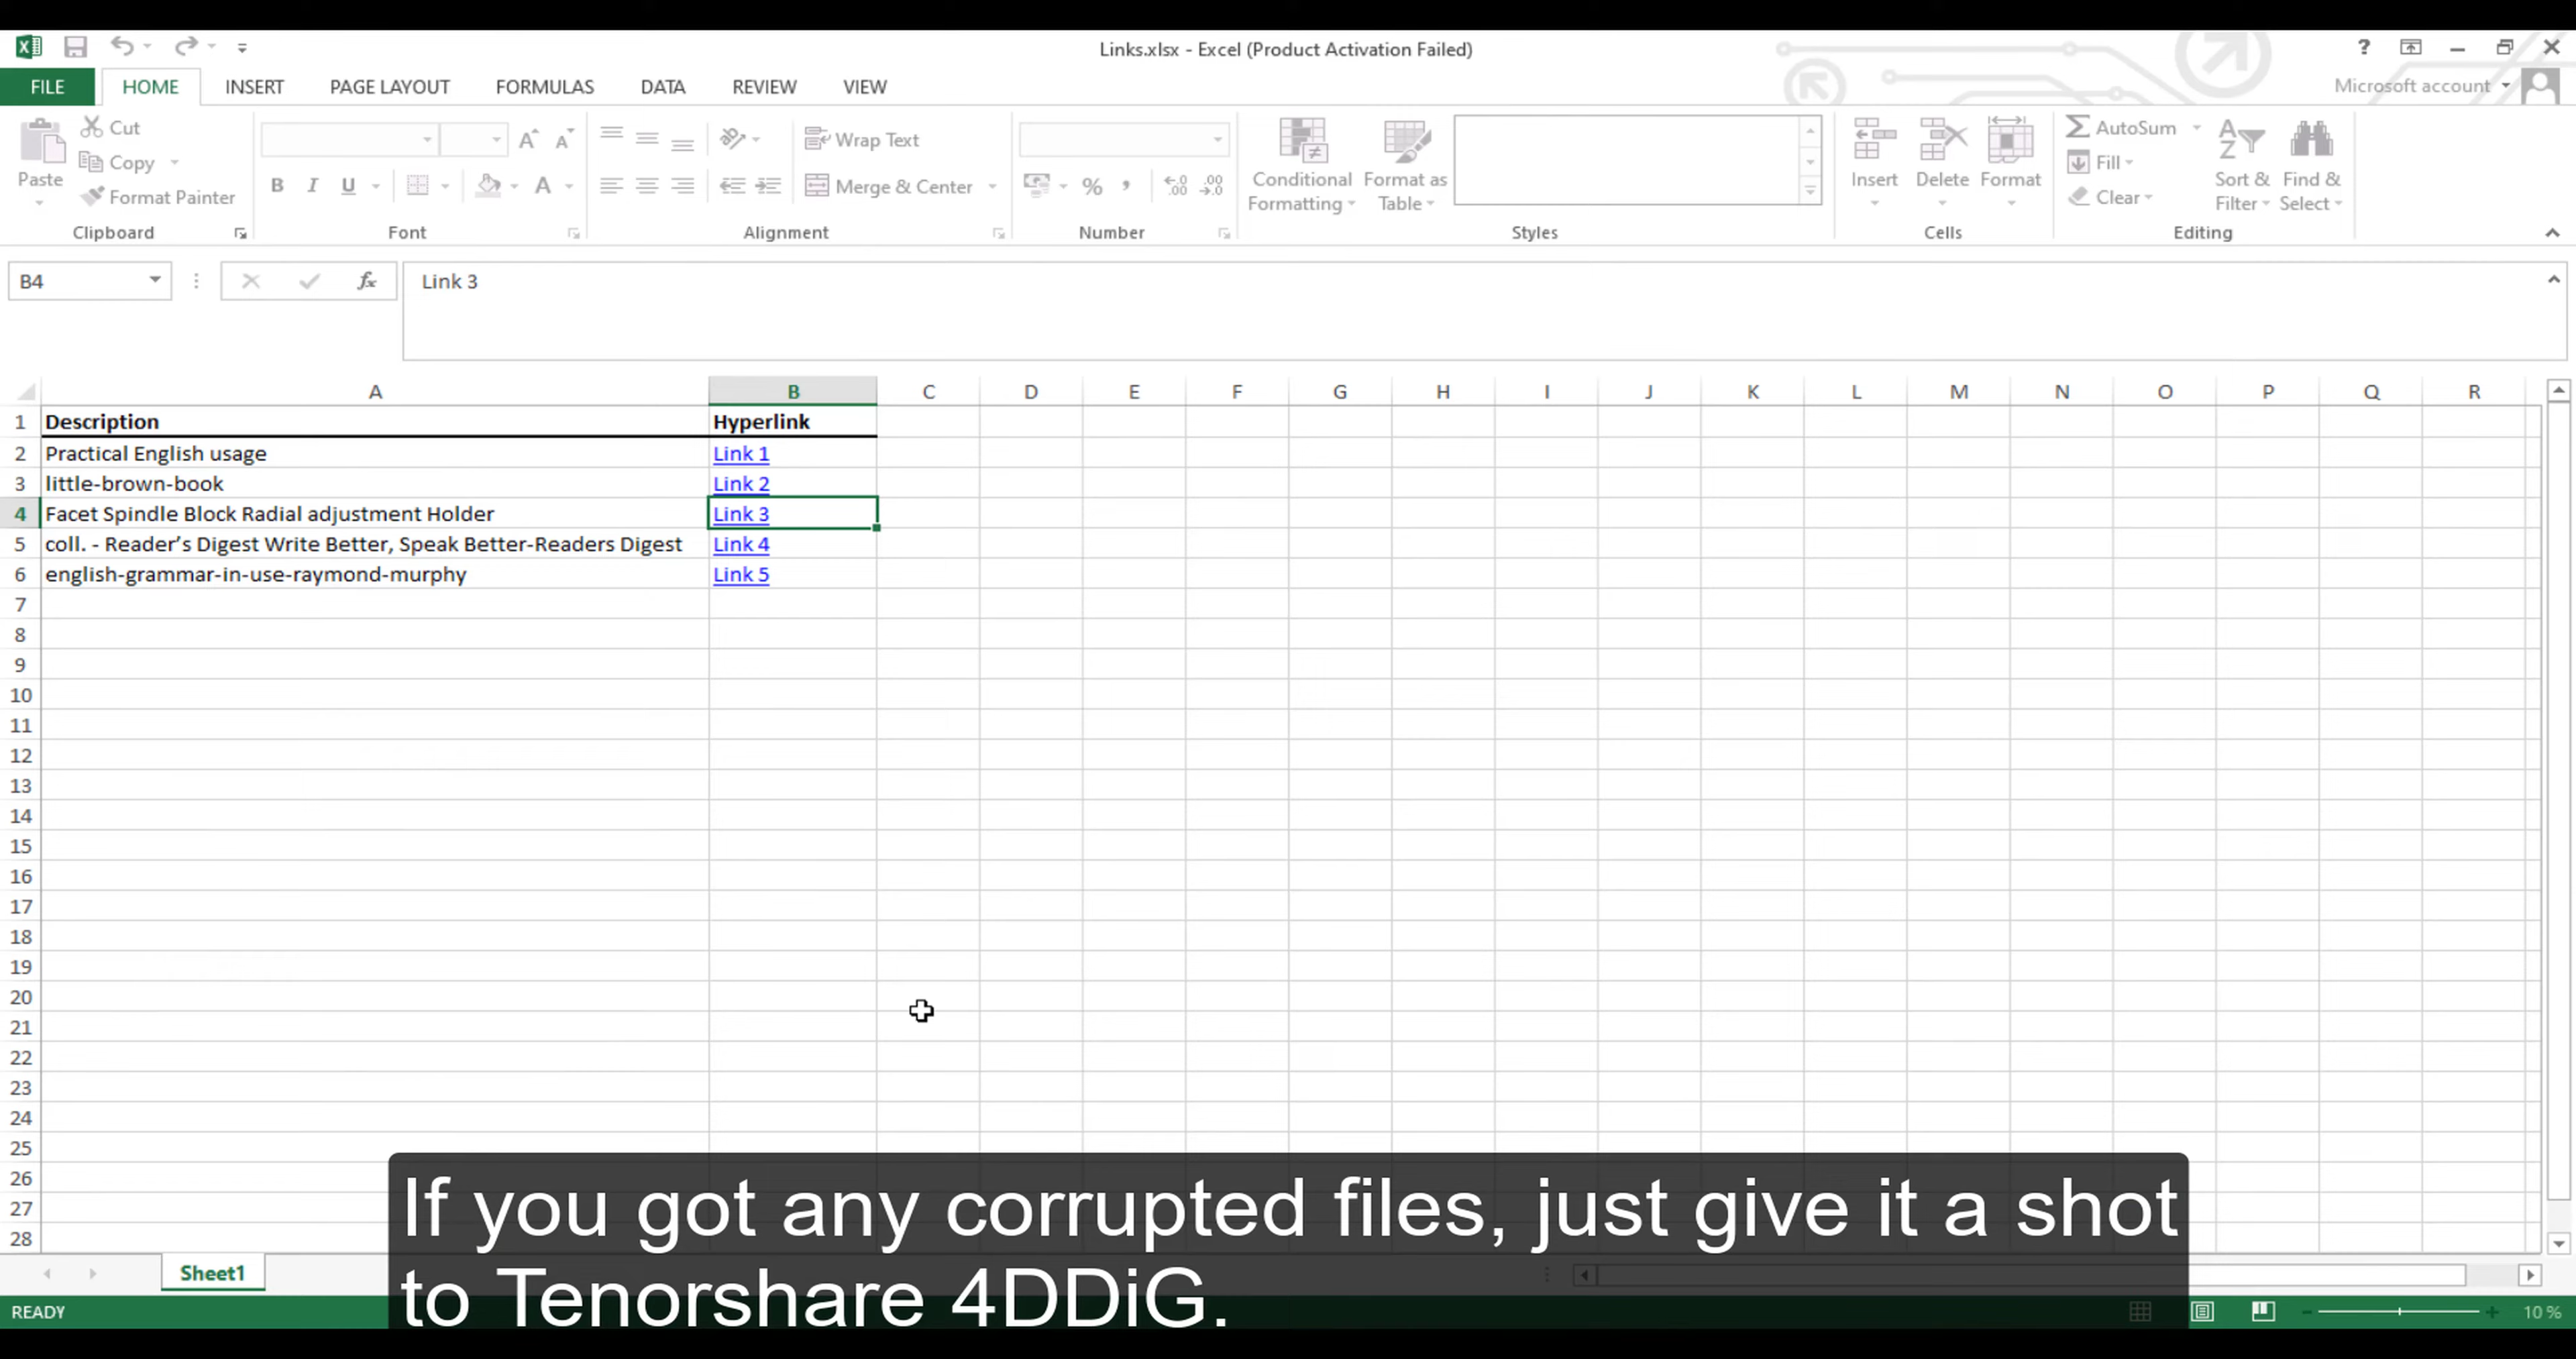 Links.xlsx - Excel (Product Activation Failed)
?
FILE HOME INSERT PAGE LAYOUT FORMULAS DATA REVIEW VIEW Microsoft account
Paste
Cut
Copy
Format Painter
Clipboard
B I U A
Font
Wrap Text
Merge & Center
Alignment
% ,
Number
Conditional Formatting
Format as Table
Styles
Insert Delete Format
Cells
AutoSum
Fill
Clear
Sort & Filter
Find & Select
Editing
B4 fx Link 3
A B C D E F G H I J K L M N O P Q R
1 Description Hyperlink
2 Practical English usage Link 1
3 little-brown-book Link 2
4 Facet Spindle Block Radial adjustment Holder Link 3
5 coll. - Reader’s Digest Write Better, Speak Better-Readers Digest Link 4
6 english-grammar-in-use-raymond-murphy Link 5
7
8
9
10
11
12
13
14
15
16
17
18
19
20
21
22
23
24
25
26
27
28
If you got any corrupted files, just give it a shot
to Tenorshare 4DDiG.
Sheet1
READY 10 %